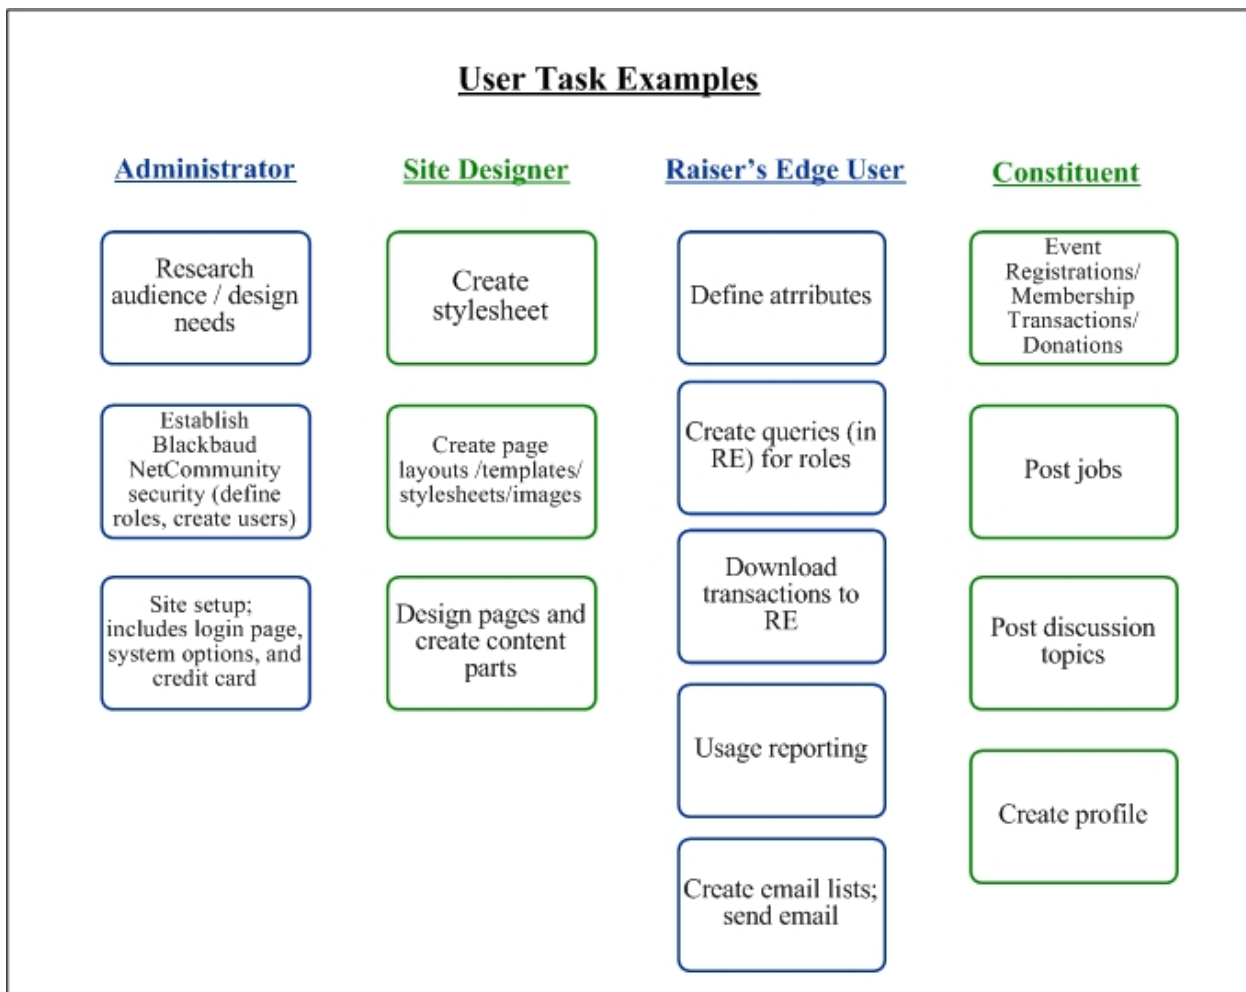 User Task Examples
Administrator
Research
audience / design
needs
Establish
Blackbaud
NetCommunity
security (define
roles, create users)
Site setup;
includes login page,
system options, and
credit card
Site Designer
Create
stylesheet
Create page
layouts /templates/
stylesheets/images
Design pages and
create content
parts
Raiser's Edge User
Define atrributes
Create queries (in
RE) for roles
Download
transactions to
RE
Usage reporting
Create email lists;
send email
Constituent
Event
Registrations/
Membership
Transactions/
Donations
Post jobs
Post discussion
topics
Create profile